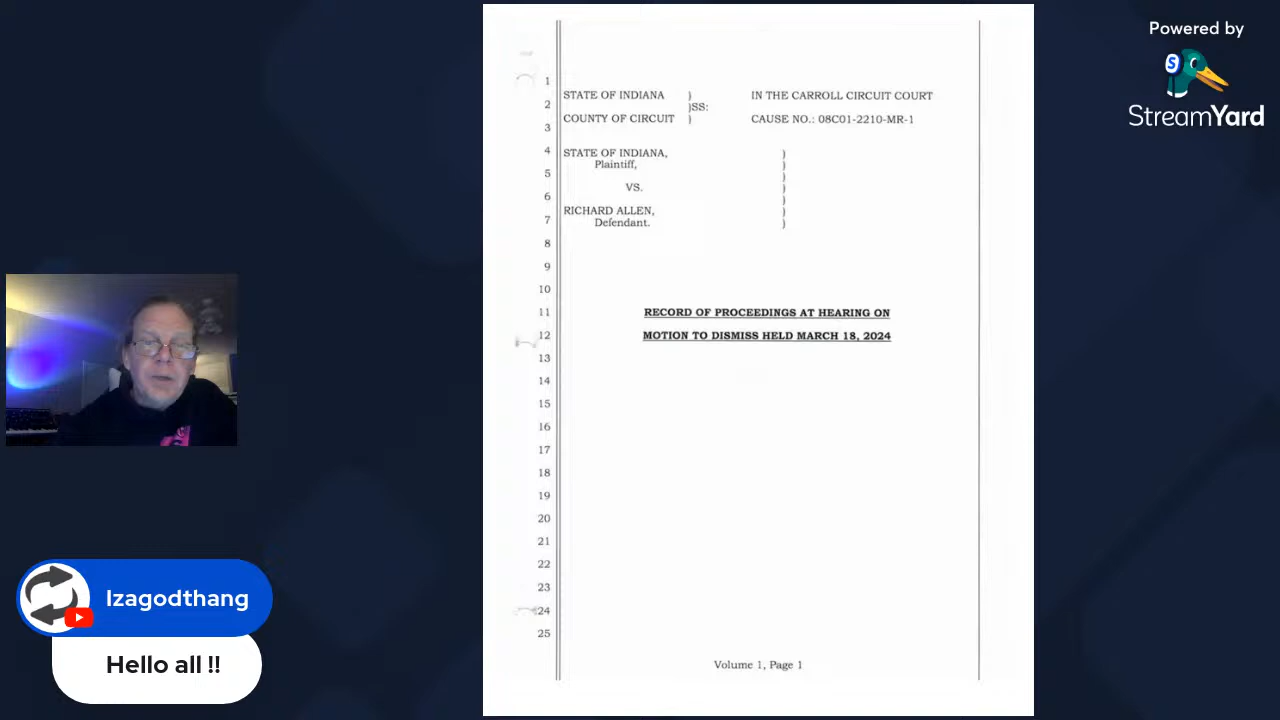 Powered by
StreamYard
1 STATE OF INDIANA ) IN THE CARROLL CIRCUIT COURT
2 )SS:
COUNTY OF CIRCUIT ) CAUSE NO.: 08C01-2210-MR-1
3
4 STATE OF INDIANA, )
Plaintiff, )
5 )
VS. )
6 )
RICHARD ALLEN, )
7 Defendant. )
8
9
10
11 RECORD OF PROCEEDINGS AT HEARING ON
12 MOTION TO DISMISS HELD MARCH 18, 2024
13
14
15
16
17
18
19
20
21
22
23
24
25
Volume 1, Page 1
Izagodthang
Hello all !!